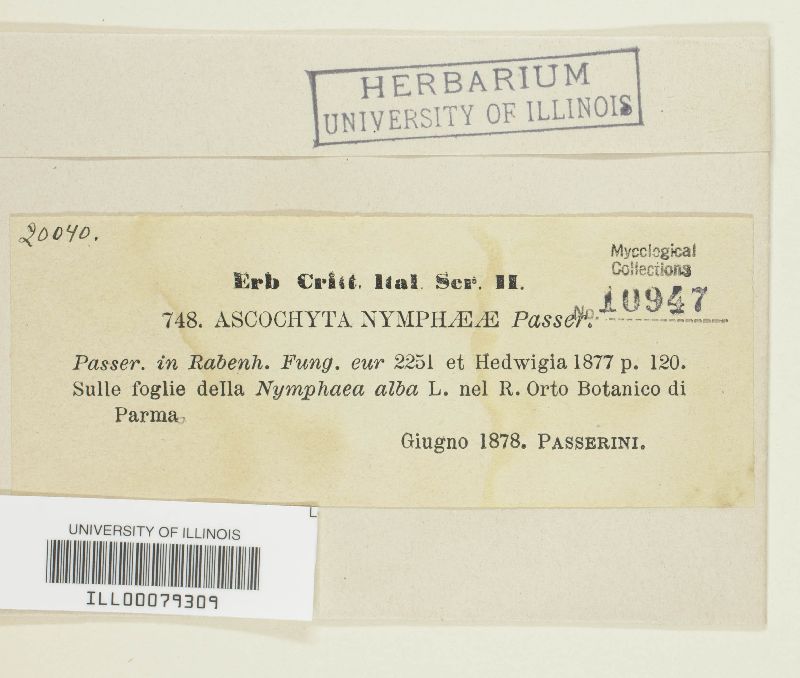 HERBARIUM
UNIVERSITY OF ILLINOIS
20040.
Mycological
Collections
No. 10947
Erb Critt. Ital. Ser. II.
748. ASCOCHYTA NYMPHÆÆ Passer.
Passer. in Rabenh. Fung. eur 2251 et Hedwigia 1877 p. 120.
Sulle foglie della Nymphaea alba L. nel R. Orto Botanico di
Parma.
Giugno 1878. PASSERINI.
L
UNIVERSITY OF ILLINOIS
ILL00079309